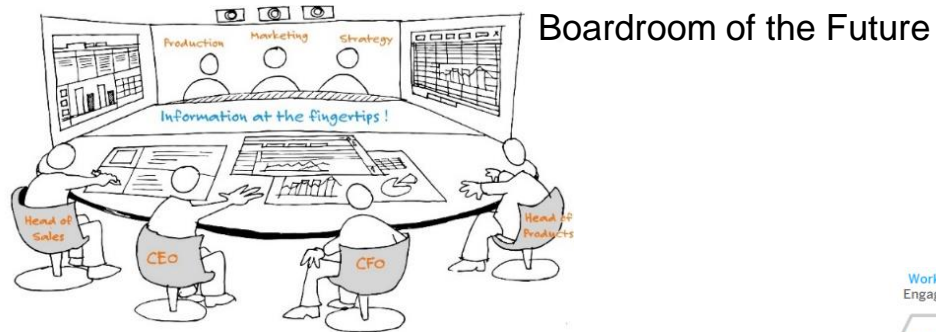 Boardroom of the Future
Production Marketing Strategy
Information at the fingertips !
Head of
Sales
CEO
CFO
Head of
Products